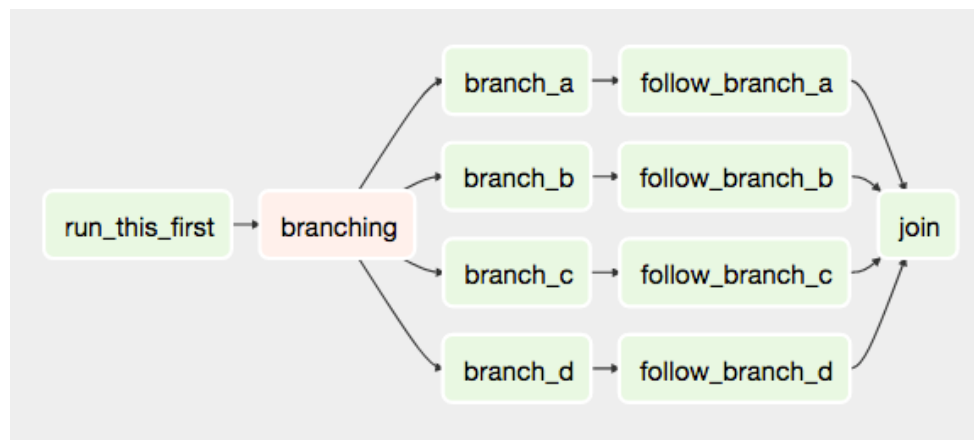 run_this_first
branching
branch_a
follow_branch_a
branch_b
follow_branch_b
branch_c
follow_branch_c
branch_d
follow_branch_d
join